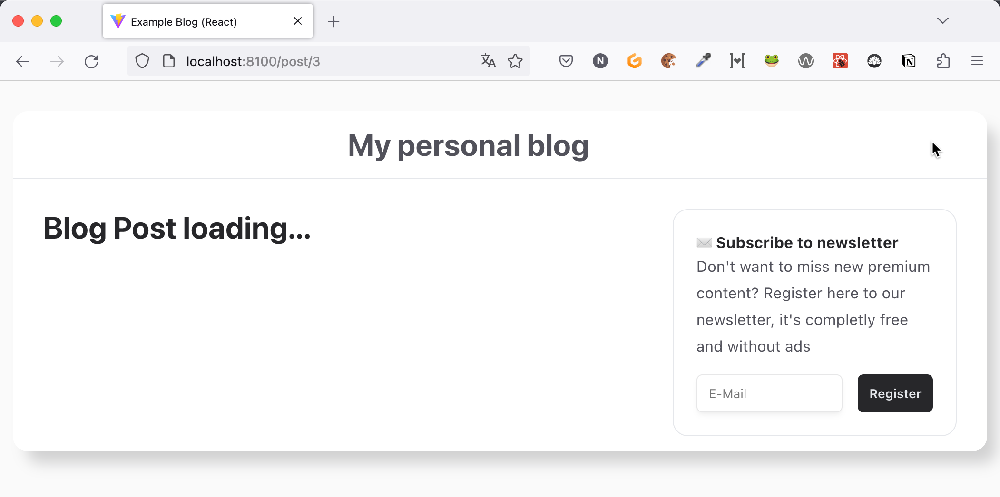 Example Blog (React)
localhost:8100/post/3
My personal blog
Blog Post loading...
✉️ Subscribe to newsletter
Don't want to miss new premium
content? Register here to our
newsletter, it's completly free
and without ads
E-Mail
Register